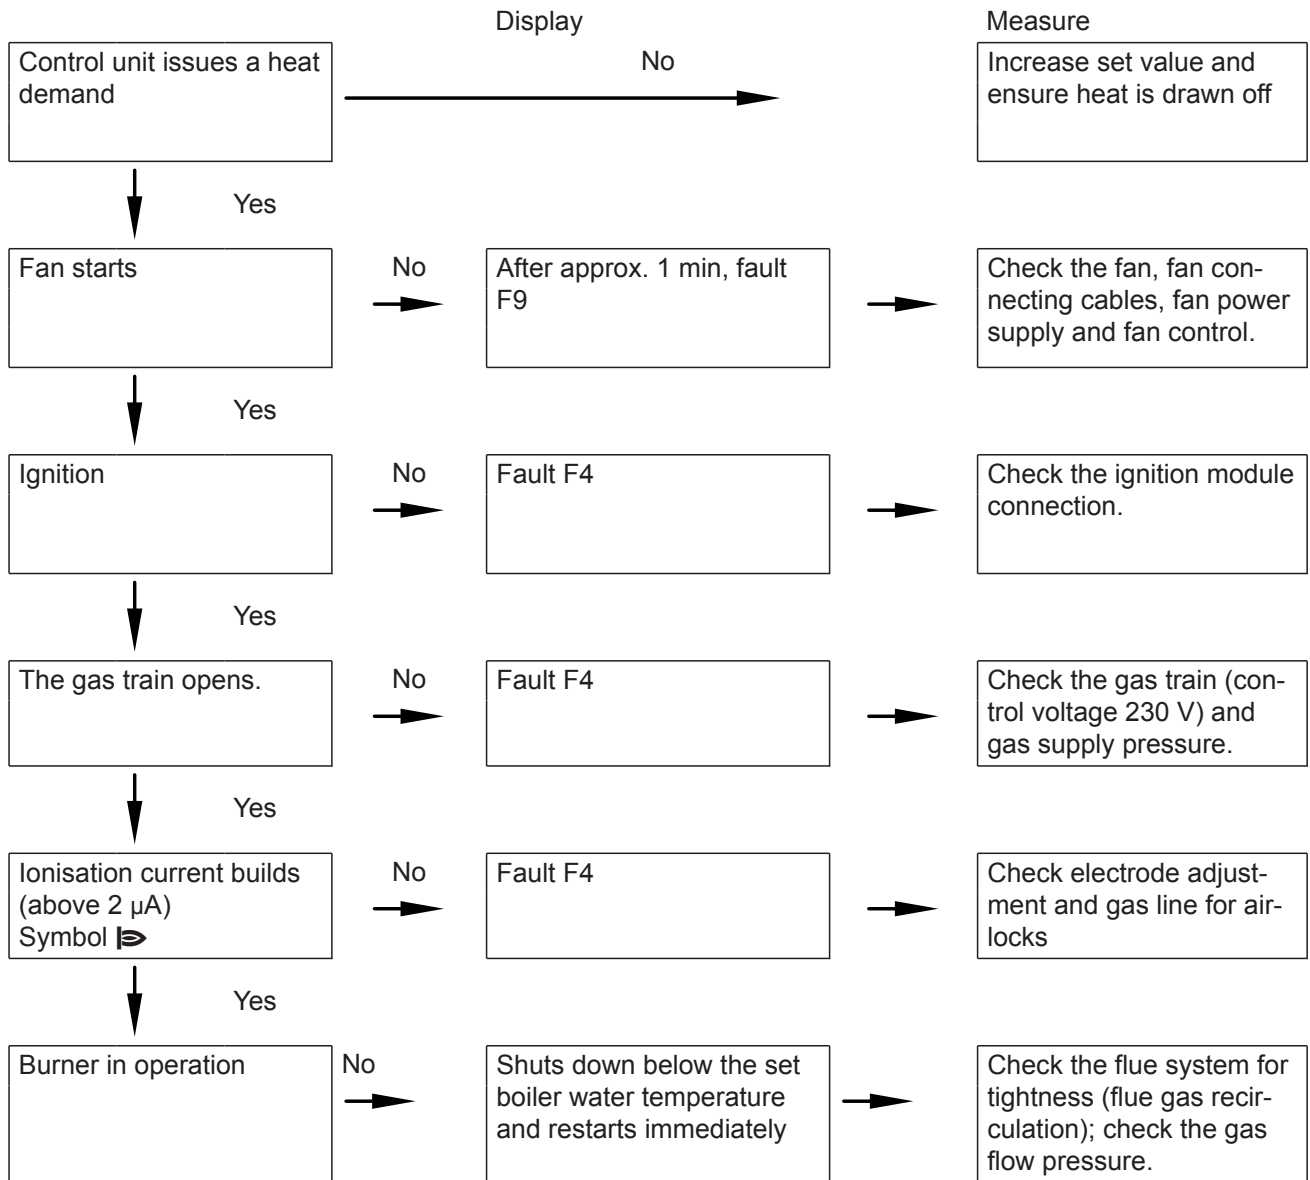 Display
Measure
Control unit issues a heat
demand
No
Increase set value and
ensure heat is drawn off
Yes
Fan starts
No
After approx. 1 min, fault
F9
Check the fan, fan con-
necting cables, fan power
supply and fan control.
Yes
Ignition
No
Fault F4
Check the ignition module
connection.
Yes
The gas train opens.
No
Fault F4
Check the gas train (con-
trol voltage 230 V) and
gas supply pressure.
Yes
Ionisation current builds
(above 2 µA)
Symbol
No
Fault F4
Check electrode adjust-
ment and gas line for air-
locks
Yes
Burner in operation
No
Shuts down below the set
boiler water temperature
and restarts immediately
Check the flue system for
tightness (flue gas recir-
culation); check the gas
flow pressure.